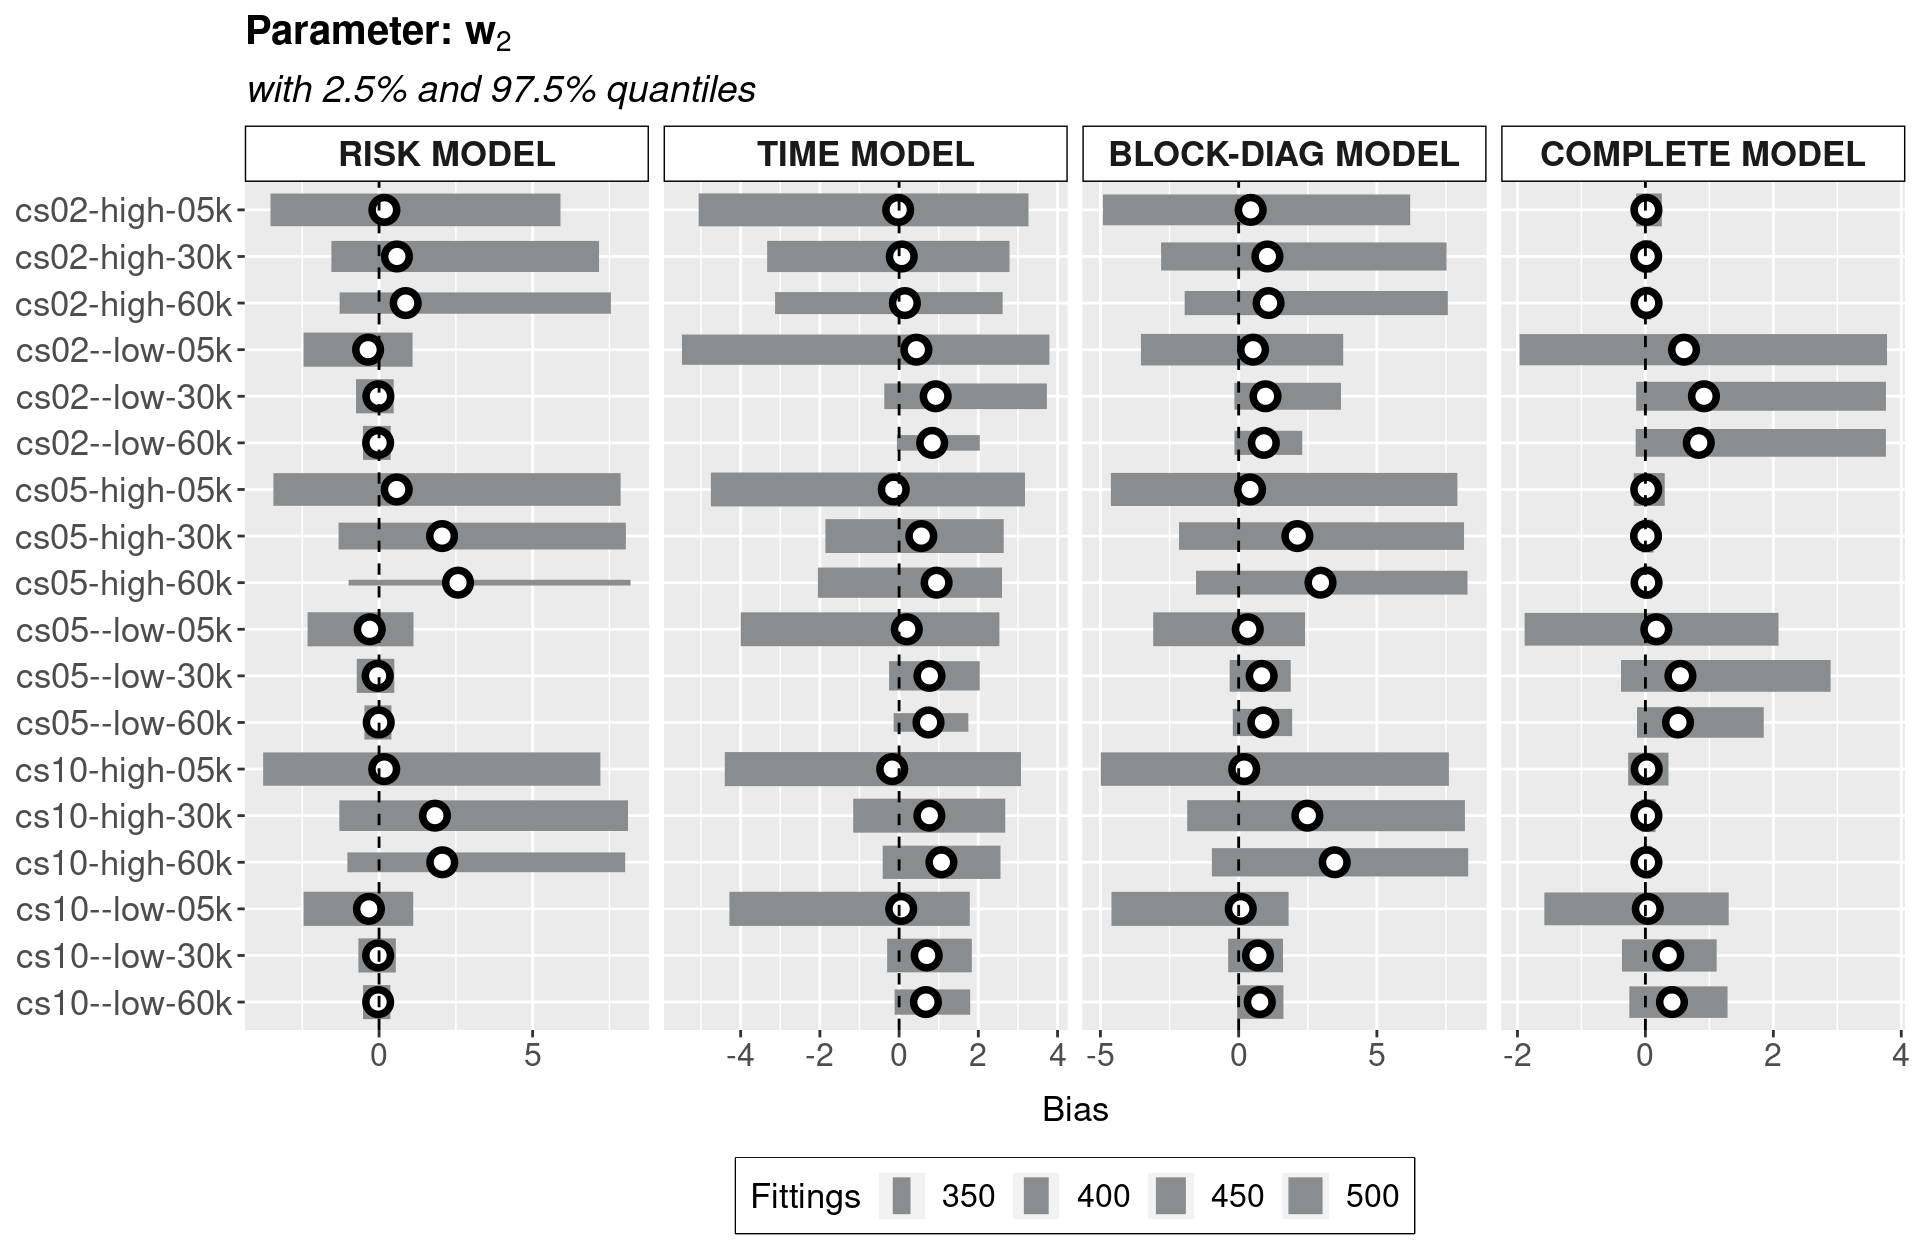 Parameter: w₂
with 2.5% and 97.5% quantiles
RISK MODEL TIME MODEL BLOCK-DIAG MODEL COMPLETE MODEL
cs02-high-05k
cs02-high-30k
cs02-high-60k
cs02--low-05k
cs02--low-30k
cs02--low-60k
cs05-high-05k
cs05-high-30k
cs05-high-60k
cs05--low-05k
cs05--low-30k
cs05--low-60k
cs10-high-05k
cs10-high-30k
cs10-high-60k
cs10--low-05k
cs10--low-30k
cs10--low-60k
0 5 -4 -2 0 2 4 -5 0 5 -2 0 2 4
Bias
Fittings 350 400 450 500